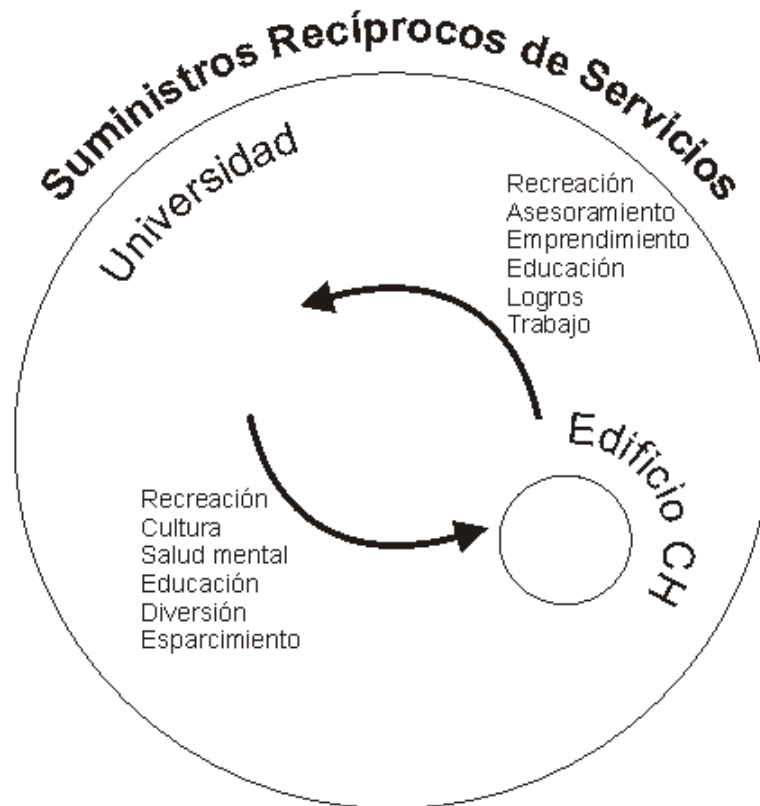 Suministros Recíprocos de Servicios
Universidad
Recreación
Asesoramiento
Emprendimiento
Educación
Logros
Trabajo
Edificio CH
Recreación
Cultura
Salud mental
Educación
Diversión
Esparcimiento